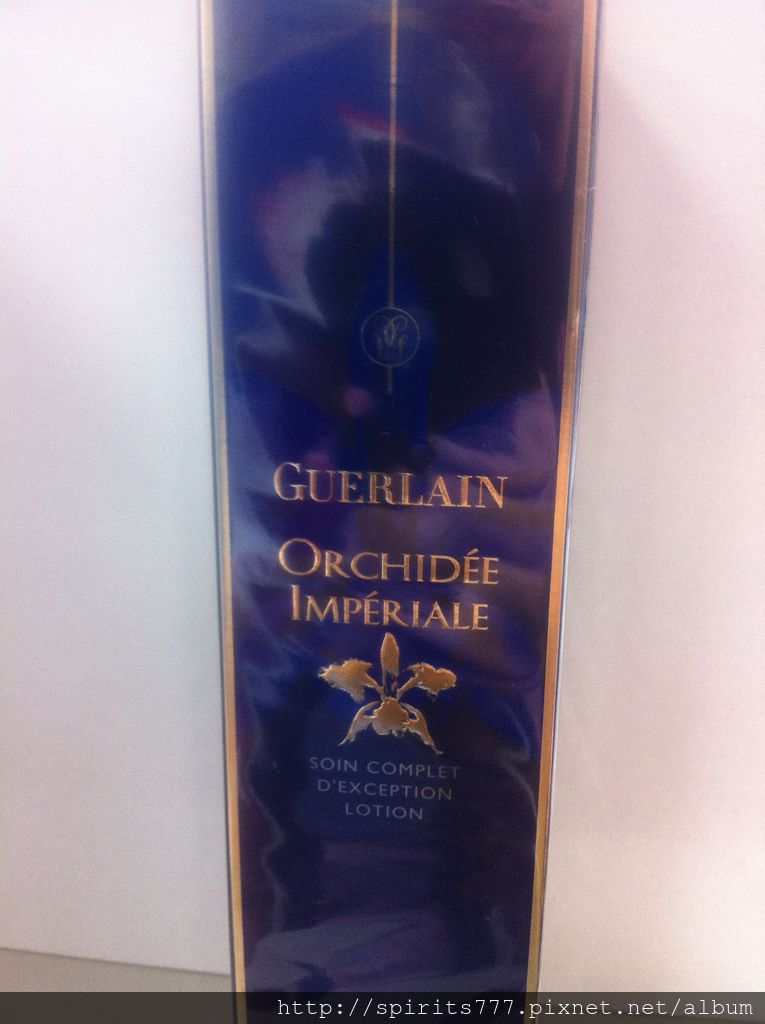 GUERLAIN
ORCHIDÉE
IMPÉRIALE
SOIN COMPLET
D'EXCEPTION
LOTION
http://spirits777.pixnet.net/album